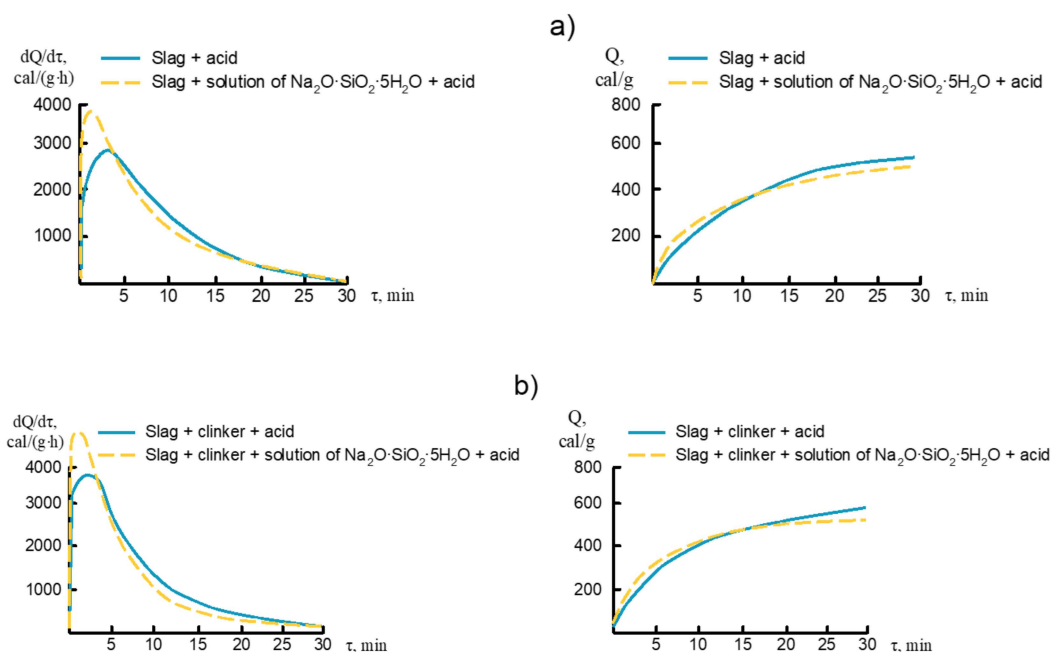 a)
dQ/dτ,
cal/(g·h)
Slag + acid
Slag + solution of Na₂O·SiO₂·5H₂O + acid
4000
3000
2000
1000
5 10 15 20 25 30
τ, min
Q,
cal/g
Slag + acid
Slag + solution of Na₂O·SiO₂·5H₂O + acid
800
600
400
200
5 10 15 20 25 30
τ, min
b)
dQ/dτ,
cal/(g·h)
Slag + clinker + acid
Slag + clinker + solution of Na₂O·SiO₂·5H₂O + acid
4000
3000
2000
1000
5 10 15 20 25 30
τ, min
Q,
cal/g
Slag + clinker + acid
Slag + clinker + solution of Na₂O·SiO₂·5H₂O + acid
800
600
400
200
5 10 15 20 25 30
τ, min